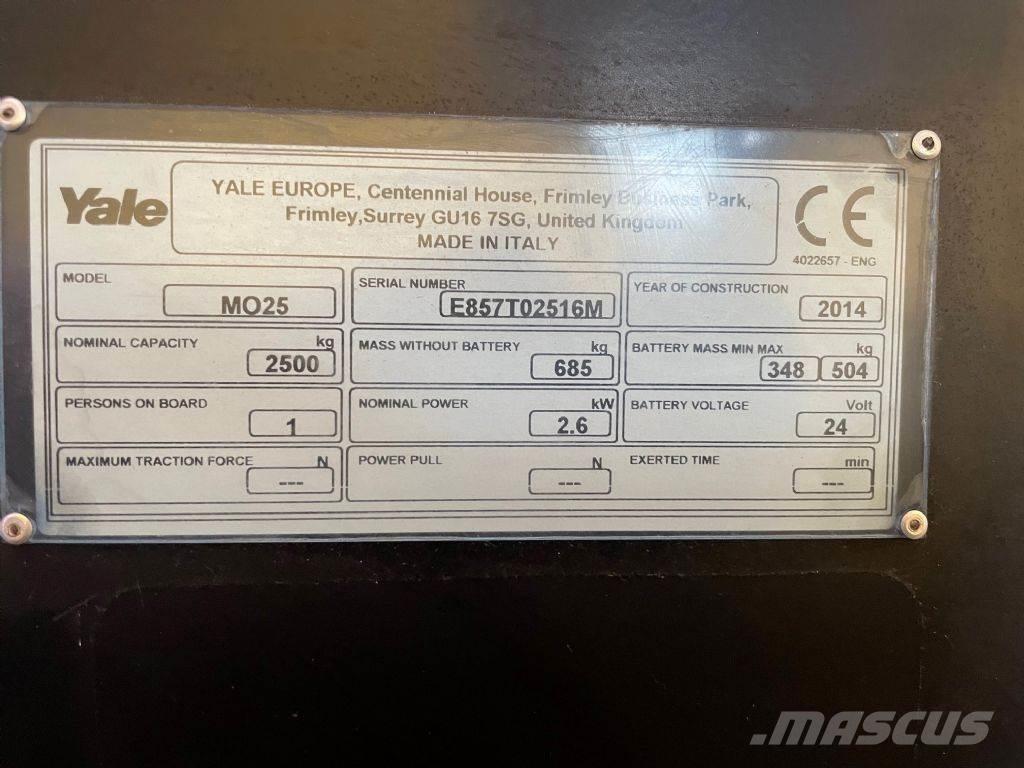 Yale
YALE EUROPE, Centennial House, Frimley Business Park,
Frimley,Surrey GU16 7SG, United Kingdom
MADE IN ITALY
CE
4022657 - ENG
MODEL
MO25
SERIAL NUMBER
E857T02516M
YEAR OF CONSTRUCTION
2014
NOMINAL CAPACITY kg
2500
MASS WITHOUT BATTERY kg
685
BATTERY MASS MIN MAX kg
348 504
PERSONS ON BOARD
1
NOMINAL POWER kW
2.6
BATTERY VOLTAGE Volt
24
MAXIMUM TRACTION FORCE N
---
POWER PULL N
---
EXERTED TIME min
---
.MASCUS